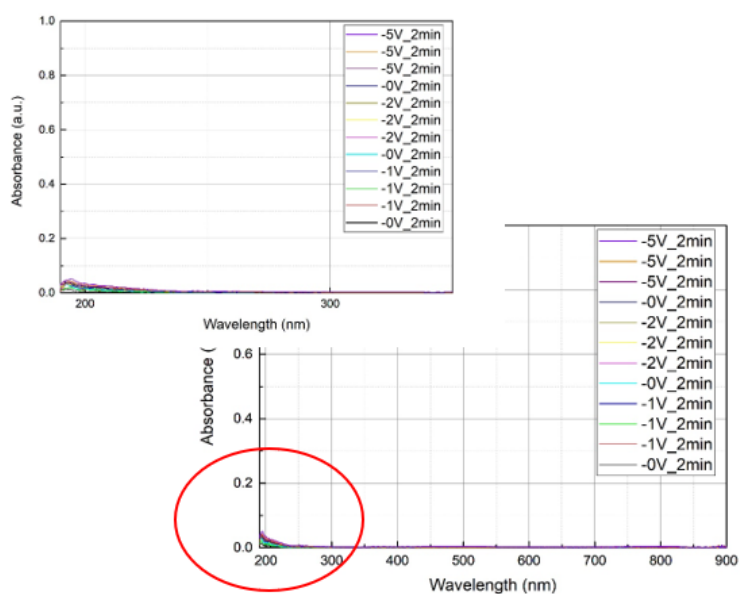 1.0
0.8
0.6
0.4
0.2
0.0
Absorbance (a.u.)
200
300
Wavelength (nm)
-5V_2min
-5V_2min
-5V_2min
-0V_2min
-2V_2min
-2V_2min
-2V_2min
-0V_2min
-1V_2min
-1V_2min
-1V_2min
-0V_2min
0.6
0.4
0.2
0.0
Absorbance (
200
300
400
500
600
700
800
900
Wavelength (nm)
-5V_2min
-5V_2min
-5V_2min
-0V_2min
-2V_2min
-2V_2min
-2V_2min
-0V_2min
-1V_2min
-1V_2min
-1V_2min
-0V_2min